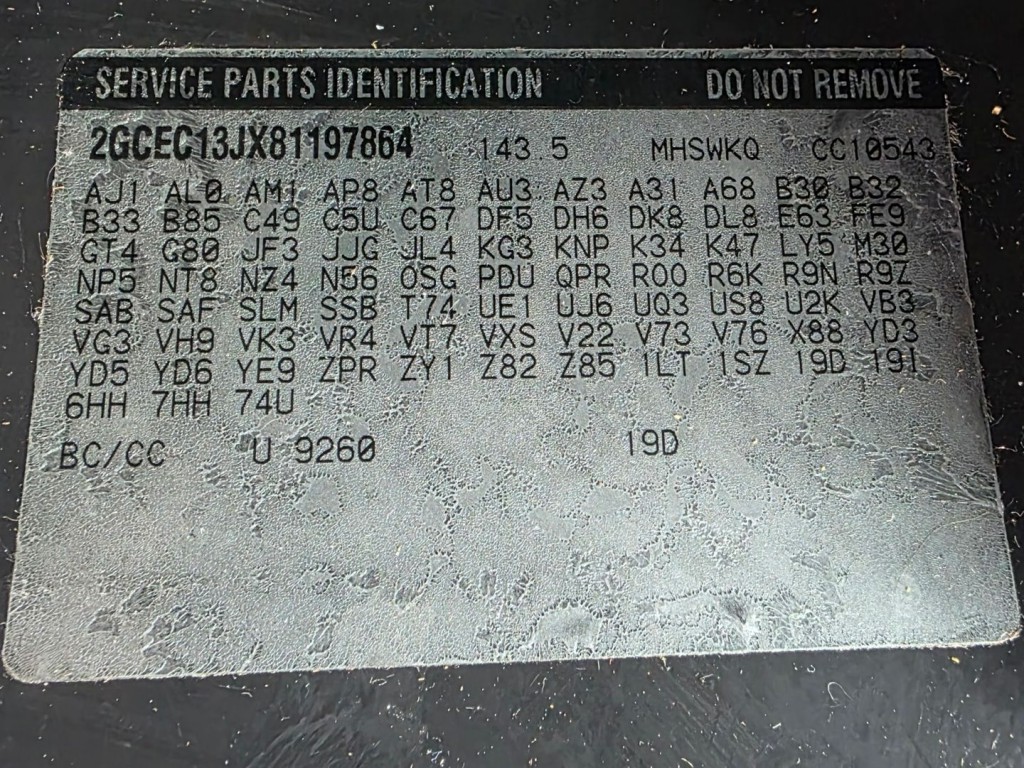 SERVICE PARTS IDENTIFICATION DO NOT REMOVE
2GCEC13JX81197864 143.5 MHSWKQ CC10543
AJ1 AL0 AM1 AP8 AT8 AU3 AZ3 A31 A68 B30 B32
B33 B85 C49 C5U C67 DF5 DH6 DK8 DL8 E63 FE9
GT4 G80 JF3 JJG JL4 KG3 KNP K34 K47 LY5 M30
NP5 NT8 NZ4 N56 OSG PDU QPR R00 R6K R9N R9Z
SAB SAF SLM SSB T74 UE1 UJ6 UQ3 US8 U2K VB3
VG3 VH9 VK3 VR4 VT7 VXS V22 V73 V76 X88 YD3
YD5 YD6 YE9 ZPR ZY1 Z82 Z85 1LT 1SZ 19D 19I
6HH 7HH 74U
BC/CC U 9260 19D